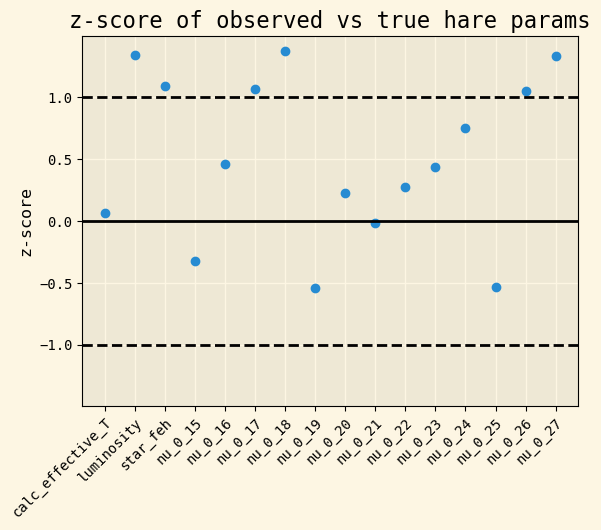 z-score of observed vs true hare params
z-score
1.0
0.5
0.0
−0.5
−1.0
calc_effective_T
luminosity
star_feh
nu_0_15
nu_0_16
nu_0_17
nu_0_18
nu_0_19
nu_0_20
nu_0_21
nu_0_22
nu_0_23
nu_0_24
nu_0_25
nu_0_26
nu_0_27